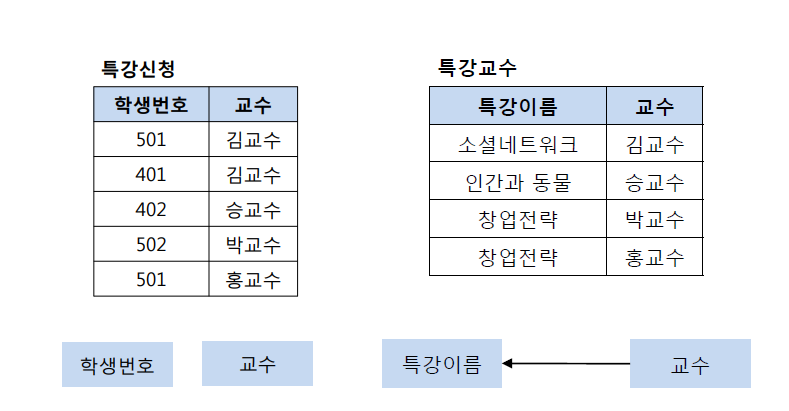 특강신청
학생번호 교수
501 김교수
401 김교수
402 승교수
502 박교수
501 홍교수
특강교수
특강이름 교수
소셜네트워크 김교수
인간과 동물 승교수
창업전략 박교수
창업전략 홍교수
학생번호 교수
특강이름 교수